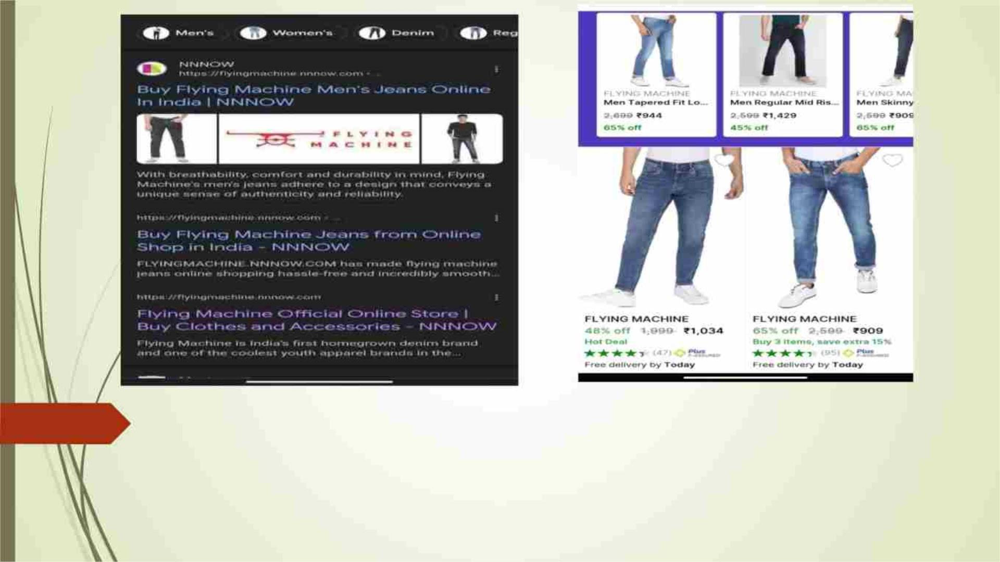 Men's Women's Denim Reg
NNNOW
https://flyingmachine.nnnow.com
Buy Flying Machine Men's Jeans Online
In India | NNNOW
FLYING
MACHINE
With breathability, comfort and durability in mind, Flying
Machine's men's jeans adhere to a design that conveys a
unique sense of authenticity and reliability.
https://flyingmachine.nnnow.com
Buy Flying Machine Jeans from Online
Shop in India - NNNOW
FLYINGMACHINE.NNNOW.COM has made flying machine
jeans online shopping hassle-free and incredibly smooth...
https://flyingmachine.nnnow.com
Flying Machine Official Online Store |
Buy Clothes and Accessories - NNNOW
Flying Machine is India's first homegrown denim brand
and one of the coolest youth apparel brands in the...
FLYING MACHINE
Men Tapered Fit Lo...
2,699 ₹944
65% off
FLYING MACHINE
Men Regular Mid Ris...
2,599 ₹1,429
45% off
FLYING MA
Men Skinny
2,599 ₹909
65% off
FLYING MACHINE
48% off 1,999 ₹1,034
Hot Deal
(47) Plus
Free delivery by Today
FLYING MACHINE
65% off 2,599 ₹909
Buy 3 items, save extra 15%
(95) Plus
Free delivery by Today